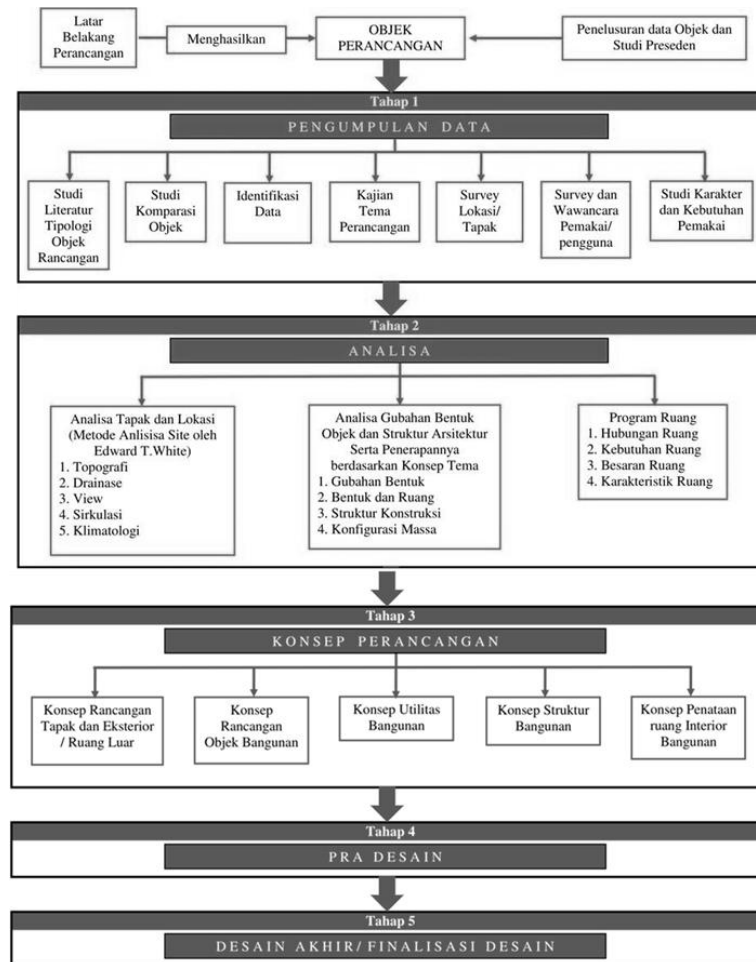 Latar
Belakang
Perancangan
Menghasilkan
OBJEK
PERANCANGAN
Penelusuran data Objek dan
Studi Preseden
Tahap 1
PENGUMPULAN DATA
Studi
Literatur
Tipologi
Objek
Rancangan
Studi
Komparasi
Objek
Identifikasi
Data
Kajian
Tema
Perancangan
Survey
Lokasi/
Tapak
Survey dan
Wawancara
Pemakai/
pengguna
Studi Karakter
dan Kebutuhan
Pemakai
Tahap 2
ANALISA
Analisa Tapak dan Lokasi
(Metode Anlisisa Site oleh
Edward T.White)
1. Topografi
2. Drainase
3. View
4. Sirkulasi
5. Klimatologi
Analisa Gubahan Bentuk
Objek dan Struktur Arsitektur
Serta Penerapannya
berdasarkan Konsep Tema
1. Gubahan Bentuk
2. Bentuk dan Ruang
3. Struktur Konstruksi
4. Konfigurasi Massa
Program Ruang
1. Hubungan Ruang
2. Kebutuhan Ruang
3. Besaran Ruang
4. Karakteristik Ruang
Tahap 3
KONSEP PERANCANGAN
Konsep Rancangan
Tapak dan Eksterior
/ Ruang Luar
Konsep
Rancangan
Objek Bangunan
Konsep Utilitas
Bangunan
Konsep Struktur
Bangunan
Konsep Penataan
ruang Interior
Bangunan
Tahap 4
PRA DESAIN
Tahap 5
DESAIN AKHIR/ FINALISASI DESAIN